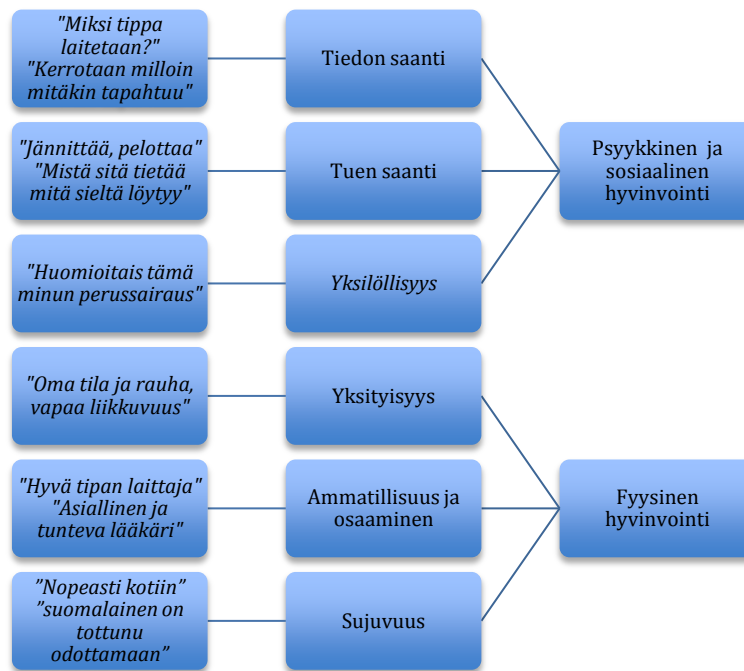 "Miksi tippa
laitetaan?"
"Kerrotaan milloin
mitäkin tapahtuu"
Tiedon saanti
"Jännittää, pelottaa"
"Mistä sitä tietää
mitä sieltä löytyy"
Tuen saanti
Psyykkinen ja
sosiaalinen
hyvinvointi
"Huomioitais tämä
minun perussairaus"
Yksilöllisyys
"Oma tila ja rauha,
vapaa liikkuvuus"
Yksityisyys
"Hyvä tipan laittaja"
"Asiallinen ja
tunteva lääkäri"
Ammatillisuus ja
osaaminen
Fyysinen
hyvinvointi
”Nopeasti kotiin”
”suomalainen on
tottunu
odottamaan”
Sujuvuus